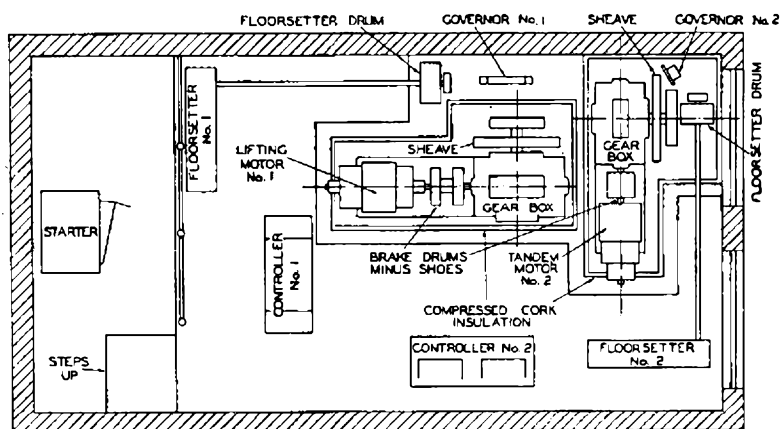 FLOORSETTER DRUM
GOVERNOR No. 1
SHEAVE
GOVERNOR No. 2
FLOORSETTER
No. 1
LIFTING
MOTOR
No. 1
SHEAVE
GEAR BOX
GEAR
BOX
FLOORSETTER DRUM
STARTER
CONTROLLER
No. 1
BRAKE DRUMS
MINUS SHOES
TANDEM
MOTOR
No. 2
COMPRESSED CORK
INSULATION
STEPS
UP
CONTROLLER No. 2
FLOORSETTER
No. 2